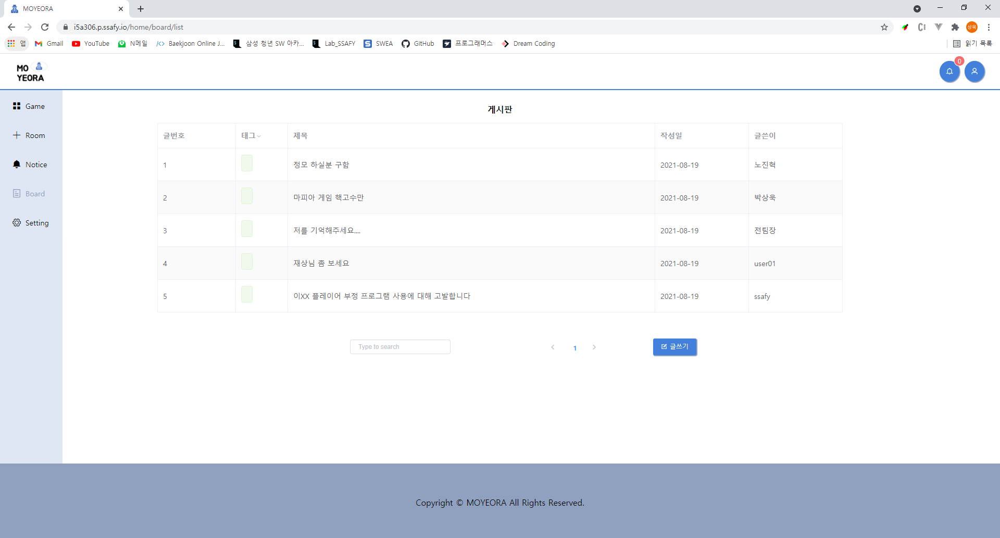 MOYEORA
i5a306.p.ssafy.io/home/board/list
상욱
앱 Gmail YouTube N메일 </> Baekjoon Online J... 삼성 청년 SW 아카... Lab_SSAFY SWEA GitHub 프로그래머스 Dream Coding 읽기 목록
MO
YEORA
0
Game
Room
Notice
Board
Setting
게시판
글번호 태그 제목 작성일 글쓴이
1 정모 하실분 구함 2021-08-19 노진혁
2 마피아 게임 핵고수만 2021-08-19 박상욱
3 저를 기억해주세요.... 2021-08-19 전팀장
4 재상님 좀 보세요 2021-08-19 user01
5 이XX 플레이어 부정 프로그램 사용에 대해 고발합니다 2021-08-19 ssafy
Type to search 1 글쓰기
Copyright © MOYEORA All Rights Reserved.